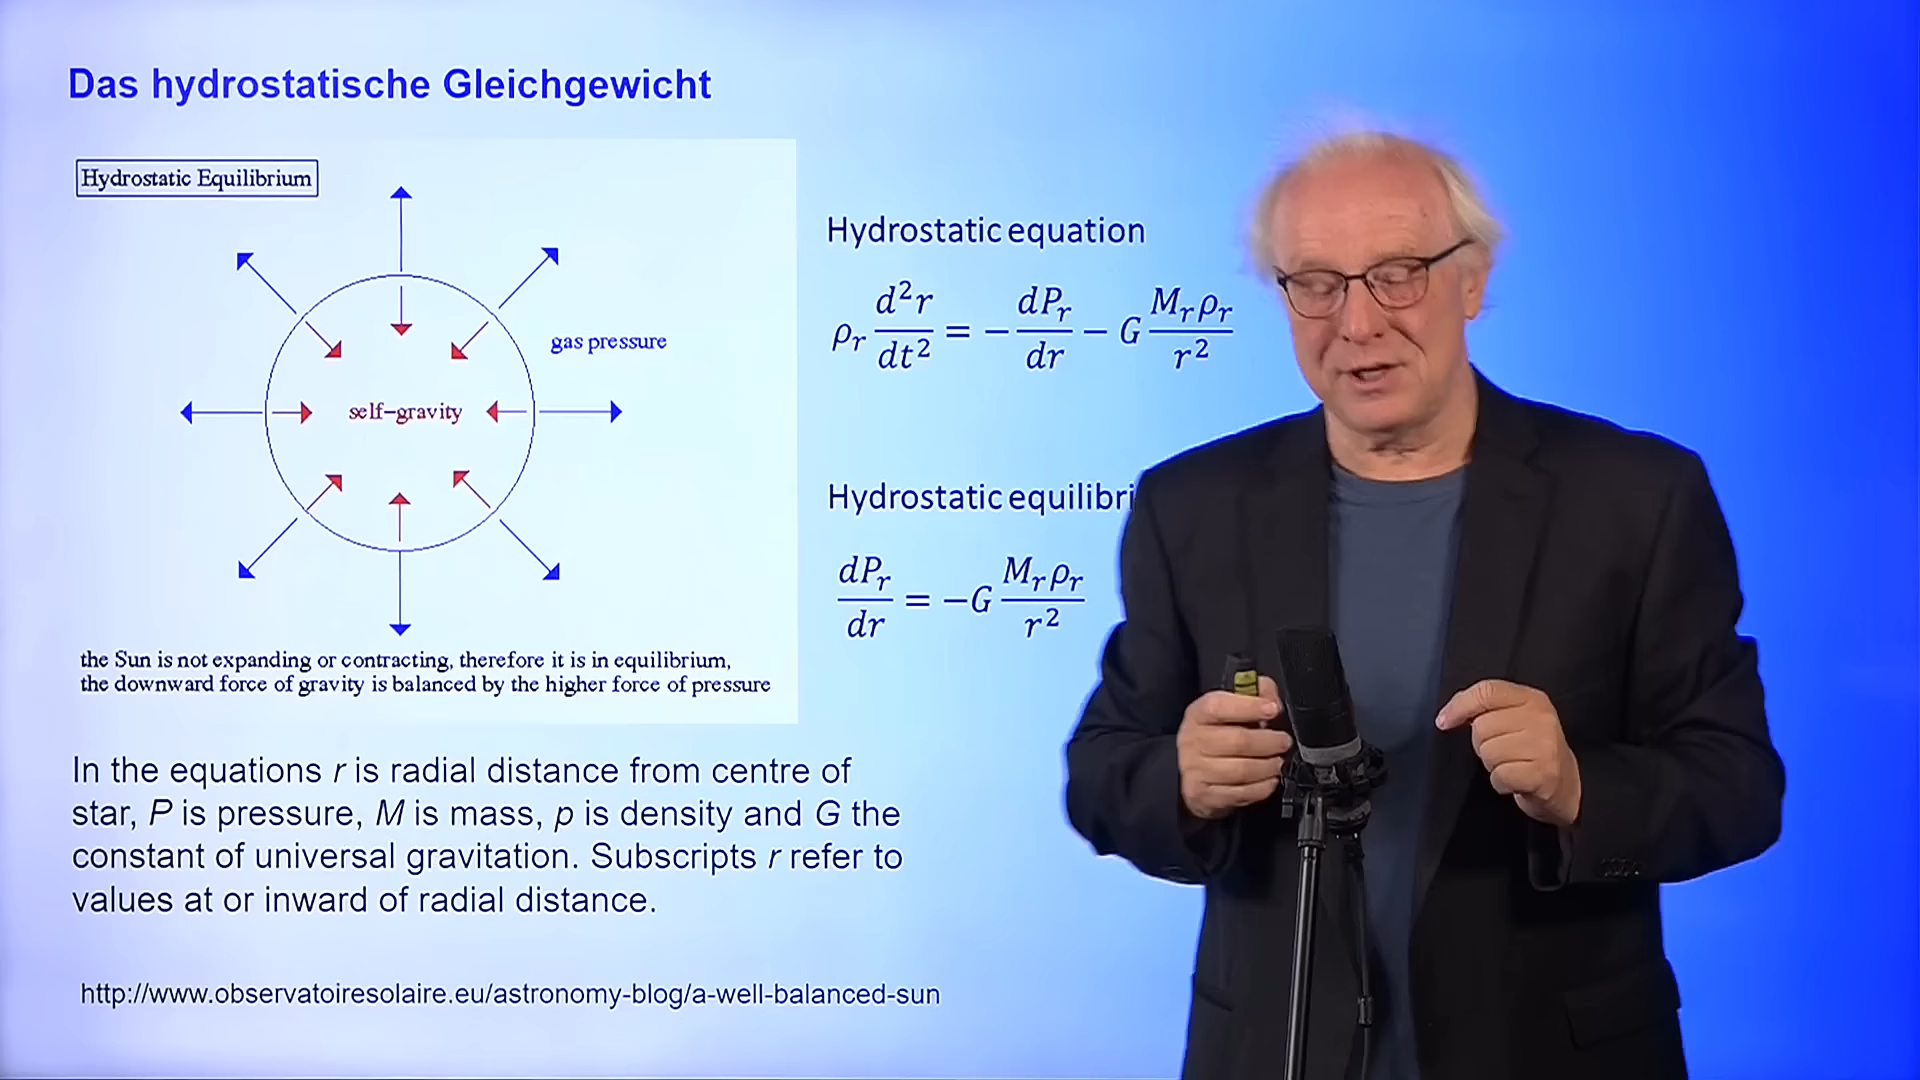 Das hydrostatische Gleichgewicht
Hydrostatic Equilibrium
gas pressure
self-gravity
the Sun is not expanding or contracting, therefore it is in equilibrium,
the downward force of gravity is balanced by the higher force of pressure
Hydrostatic equation
ρᵣ d²r/dt² = − dPᵣ/dr − G Mᵣρᵣ/r²
Hydrostatic equilibri
dPᵣ/dr = −G Mᵣρᵣ/r²
In the equations r is radial distance from centre of
star, P is pressure, M is mass, p is density and G the
constant of universal gravitation. Subscripts r refer to
values at or inward of radial distance.
http://www.observatoiresolaire.eu/astronomy-blog/a-well-balanced-sun